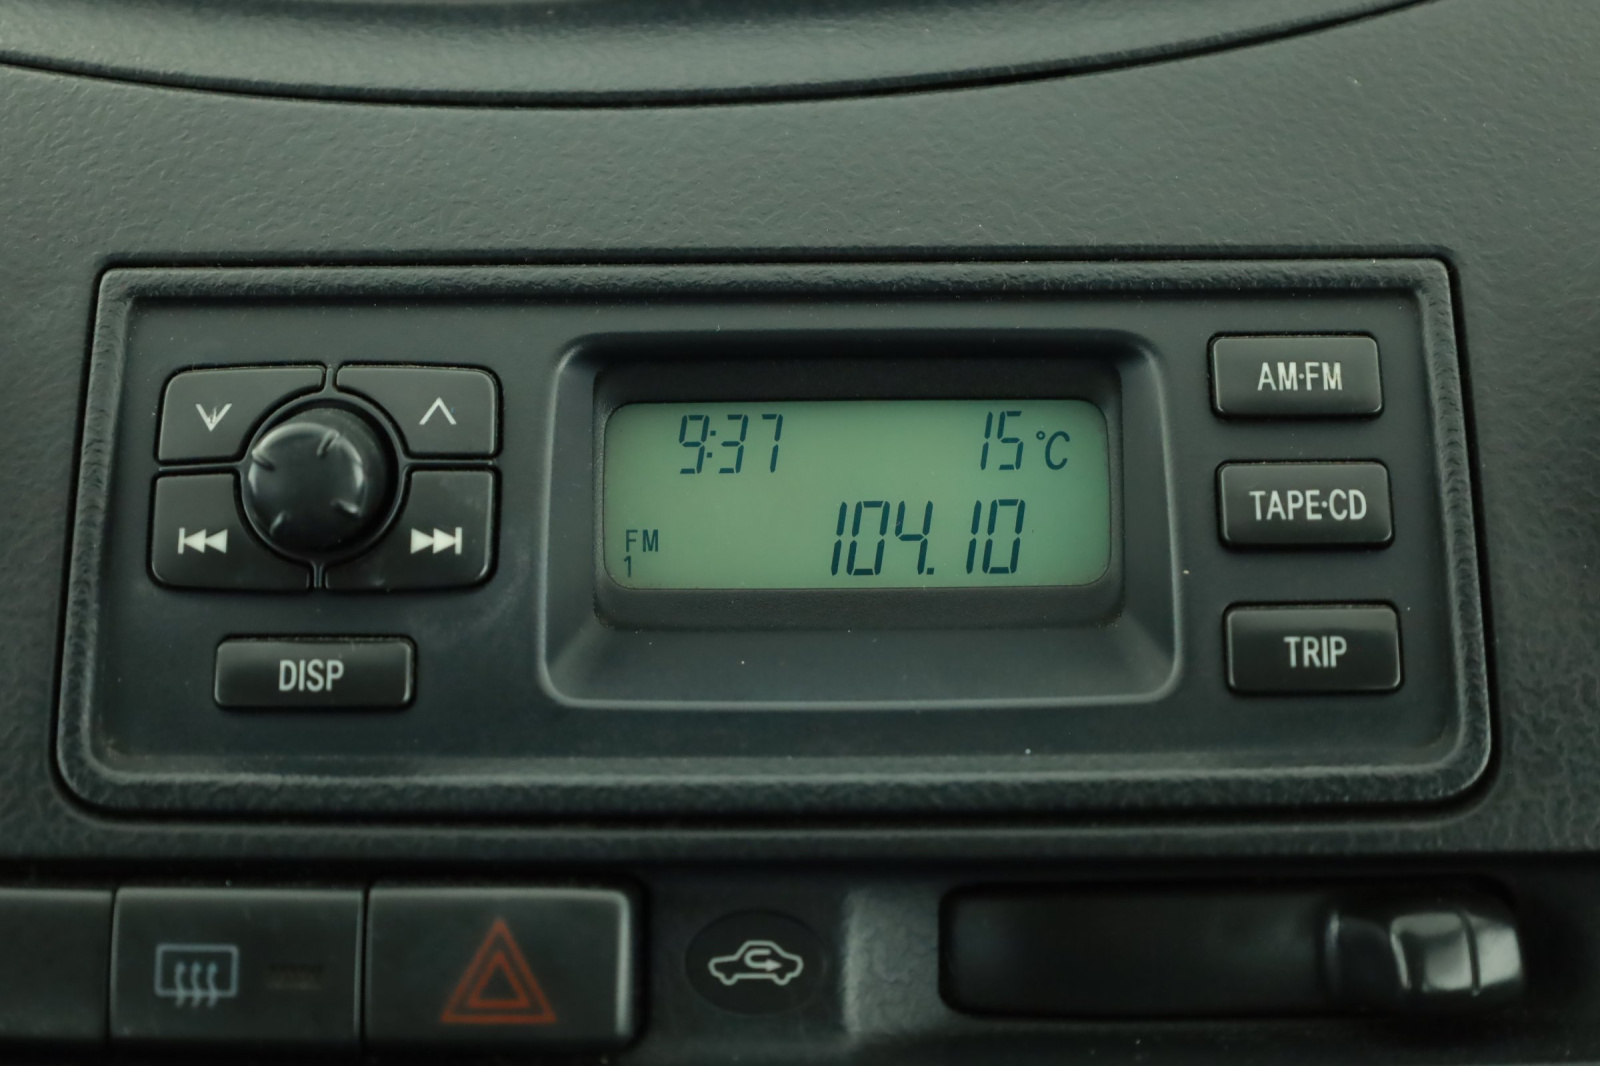 AM·FM
9:37 15°C
TAPE·CD
FM 104.10
1
TRIP
DISP